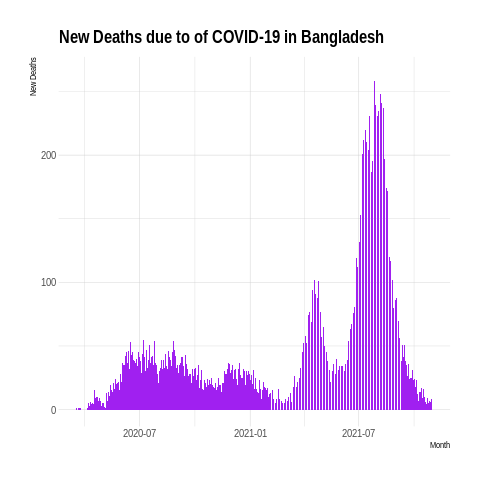 New Deaths due to of COVID-19 in Bangladesh
New Deaths
200
100
0
2020-07
2021-01
2021-07
Month